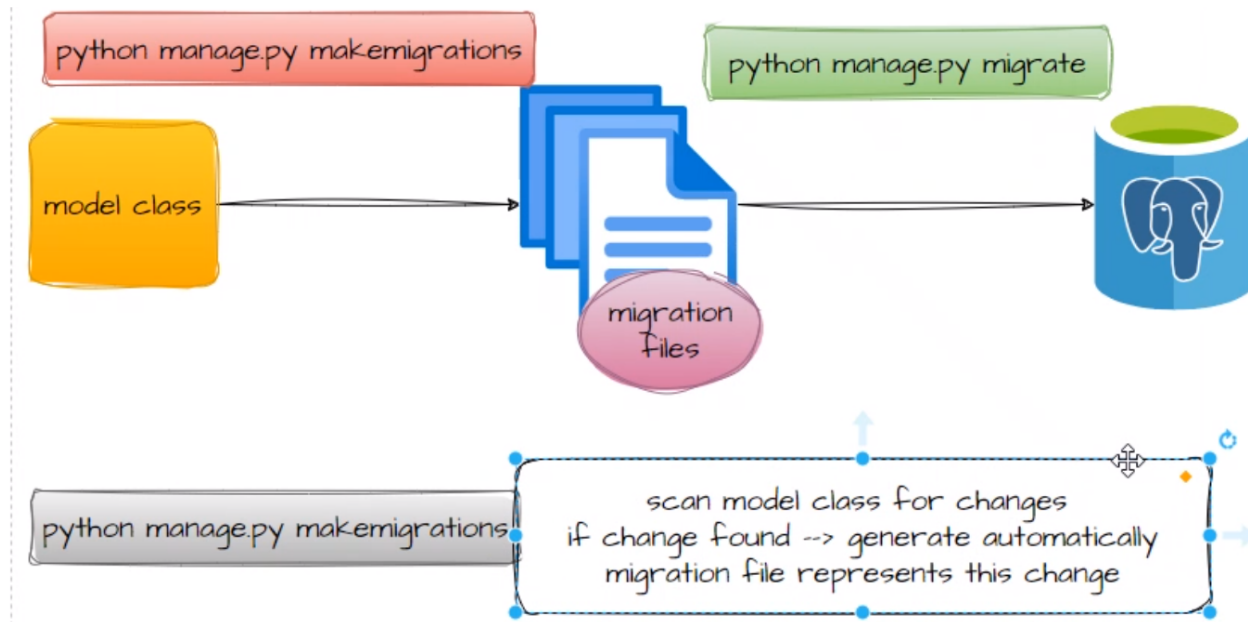 python manage.py makemigrations
python manage.py migrate
model class
migration
files
python manage.py makemigrations
scan model class for changes
if change found --> generate automatically
migration file represents this change